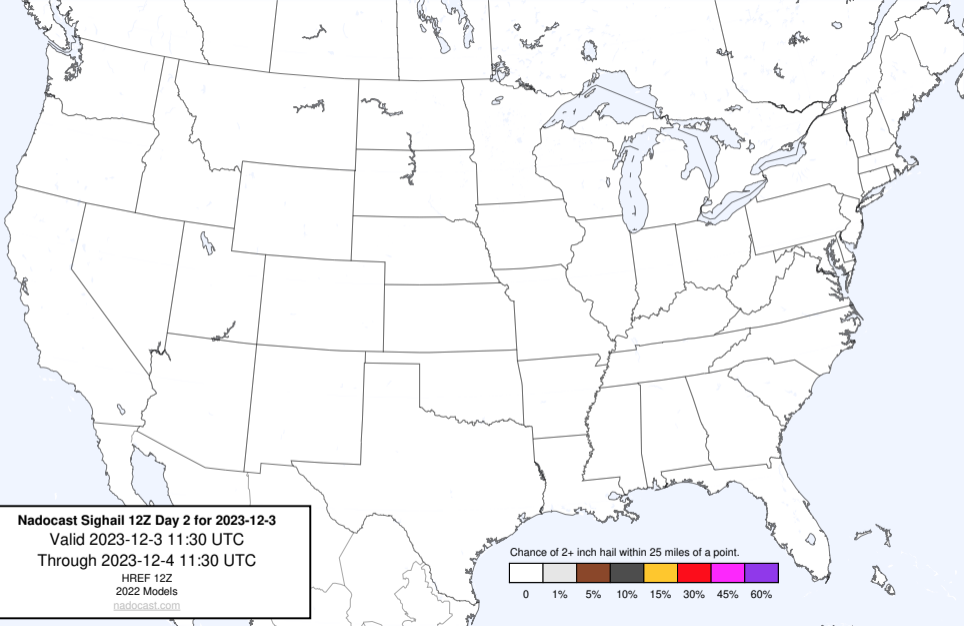 Nadocast Sighail 12Z Day 2 for 2023-12-3
Valid 2023-12-3 11:30 UTC
Through 2023-12-4 11:30 UTC
HREF 12Z
2022 Models
nadocast.com
Chance of 2+ inch hail within 25 miles of a point.
0 1% 5% 10% 15% 30% 45% 60%